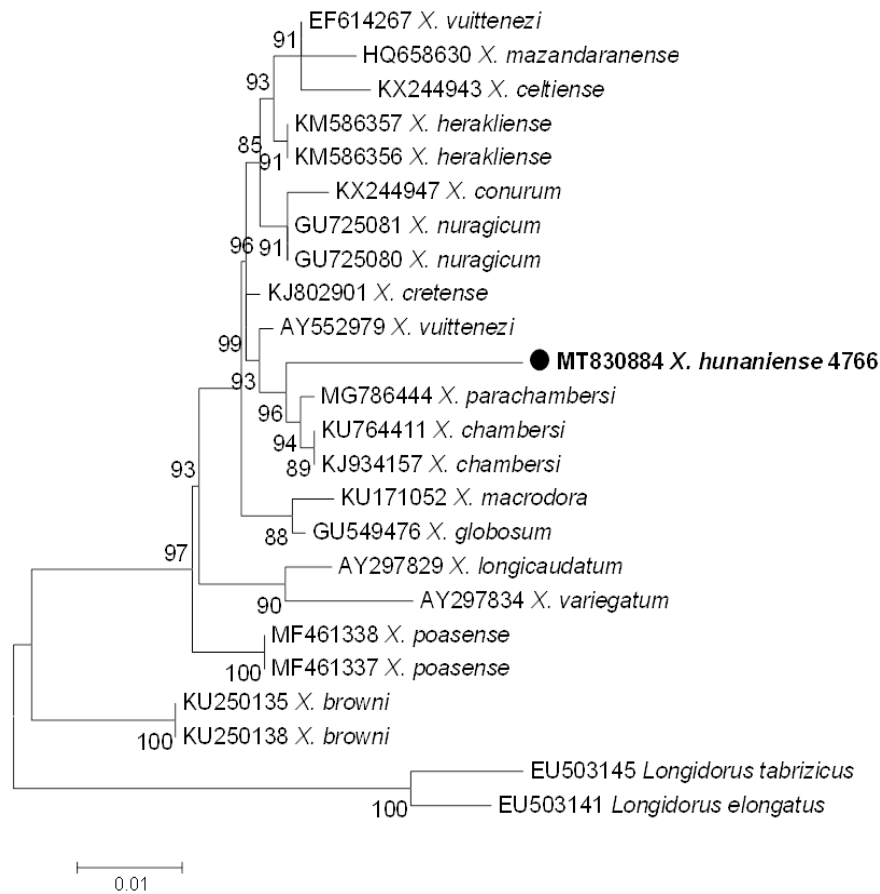 EF614267 X. vuittenezi
91
HQ658630 X. mazandaranense
93
KX244943 X. celtiense
KM586357 X. herakliense
85
91
KM586356 X. herakliense
KX244947 X. conurum
GU725081 X. nuragicum
96
91
GU725080 X. nuragicum
KJ802901 X. cretense
AY552979 X. vuittenezi
99
MT830884 X. hunaniense 4766
93
MG786444 X. parachambersi
96
KU764411 X. chambersi
94
KJ934157 X. chambersi
89
93
KU171052 X. macrodora
GU549476 X. globosum
88
97
AY297829 X. longicaudatum
AY297834 X. variegatum
90
MF461338 X. poasense
MF461337 X. poasense
100
KU250135 X. browni
KU250138 X. browni
100
EU503145 Longidorus tabrizicus
EU503141 Longidorus elongatus
100
0.01